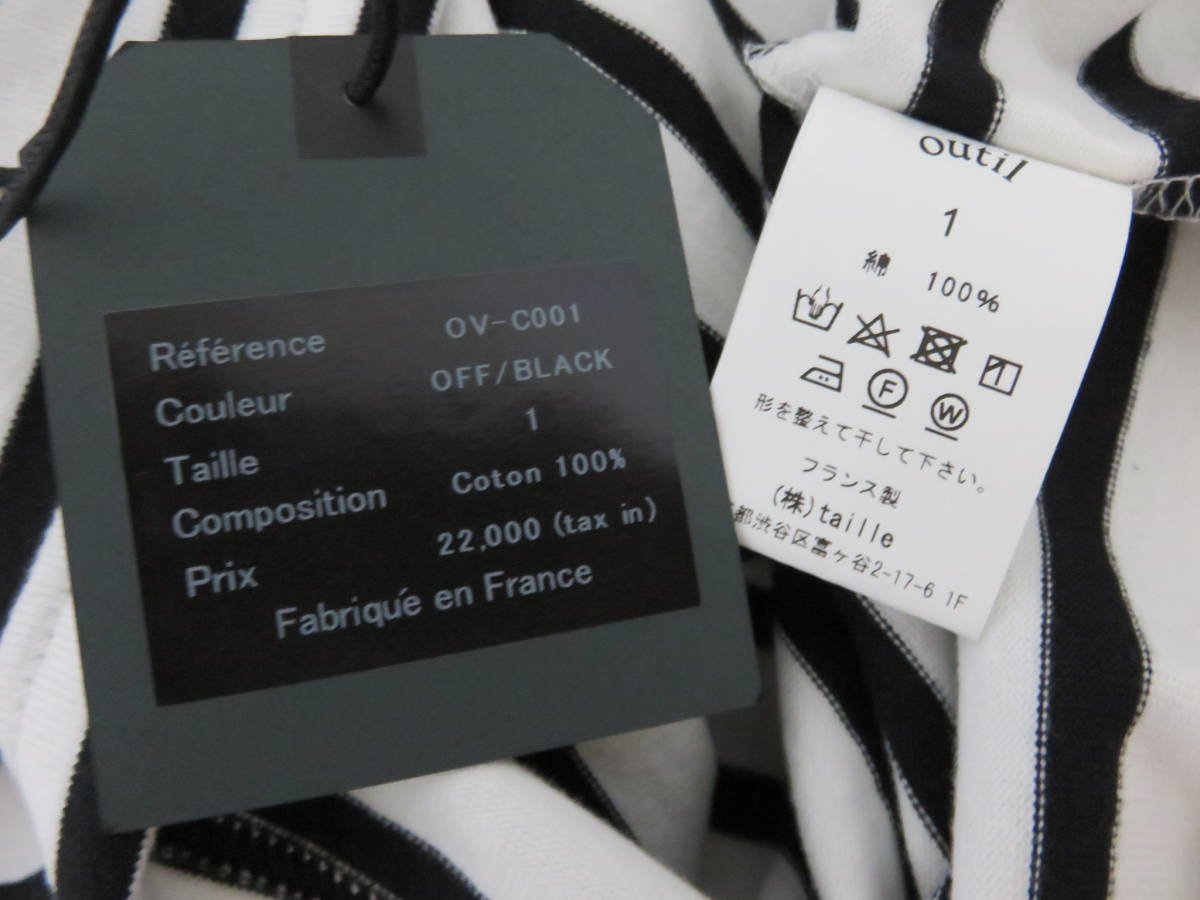 Référence OV-C001
Couleur OFF/BLACK
Taille 1
Composition Coton 100%
Prix 22,000 (tax in)
Fabriqué en France
outil
1
綿 100%
F W
形を整えて干して下さい。
フランス製
(株)taille
都渋谷区富ヶ谷2-17-6 1F